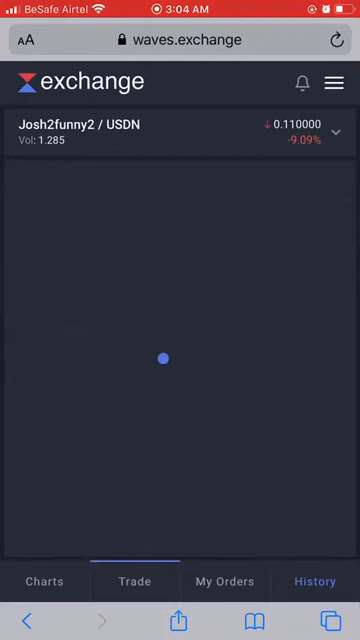 BeSafe Airtel 3:04 AM
AA waves.exchange
exchange
Josh2funny2 / USDN ↓ 0.110000
Vol: 1.285 -9.09%
Charts Trade My Orders History